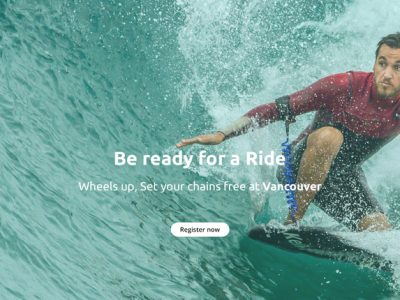 Be ready for a Ride
Wheels up, Set your chains free at Vancouver
Register now